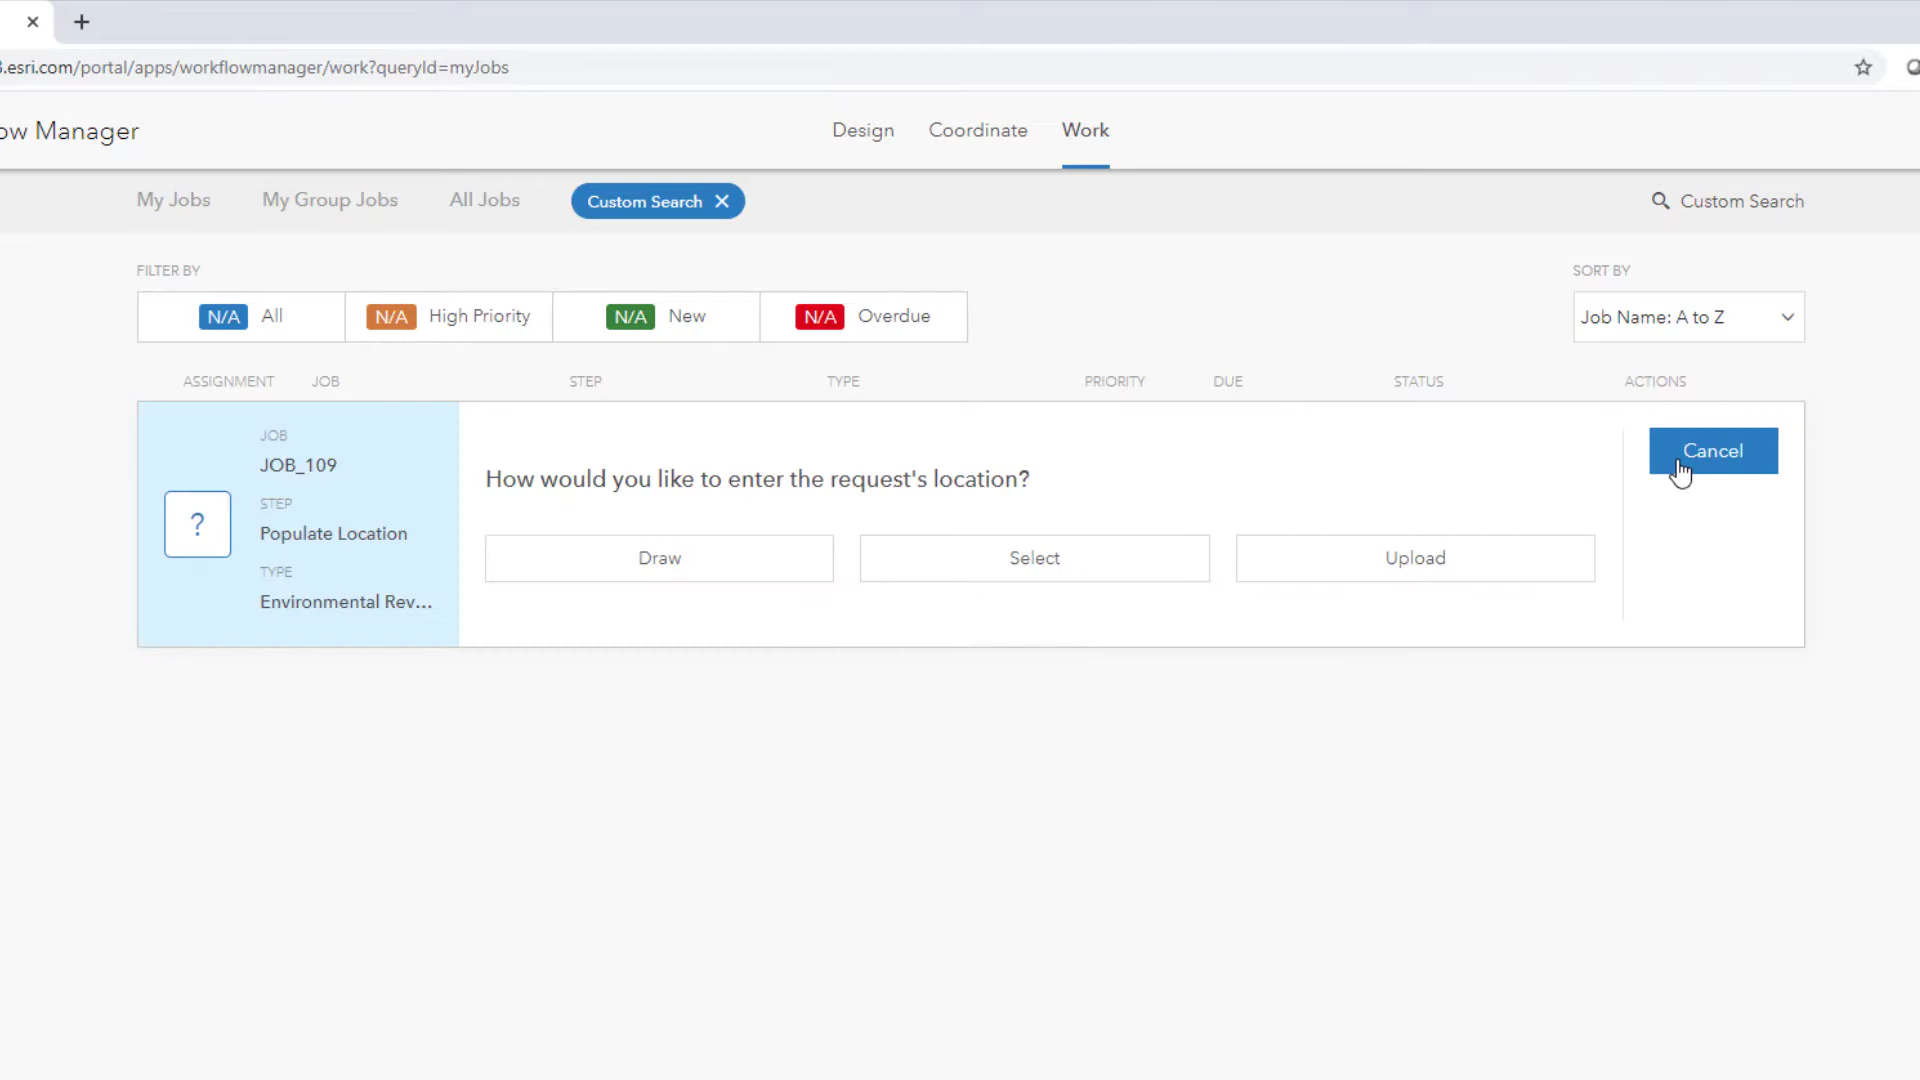 .esri.com/portal/apps/workflowmanager/work?queryId=myJobs
ow Manager
Design Coordinate Work
My Jobs My Group Jobs All Jobs Custom Search Custom Search
FILTER BY SORT BY
N/A All N/A High Priority N/A New N/A Overdue Job Name: A to Z
ASSIGNMENT JOB STEP TYPE PRIORITY DUE STATUS ACTIONS
JOB
JOB_109
STEP
Populate Location
TYPE
Environmental Rev...
?
How would you like to enter the request's location?
Draw Select Upload
Cancel